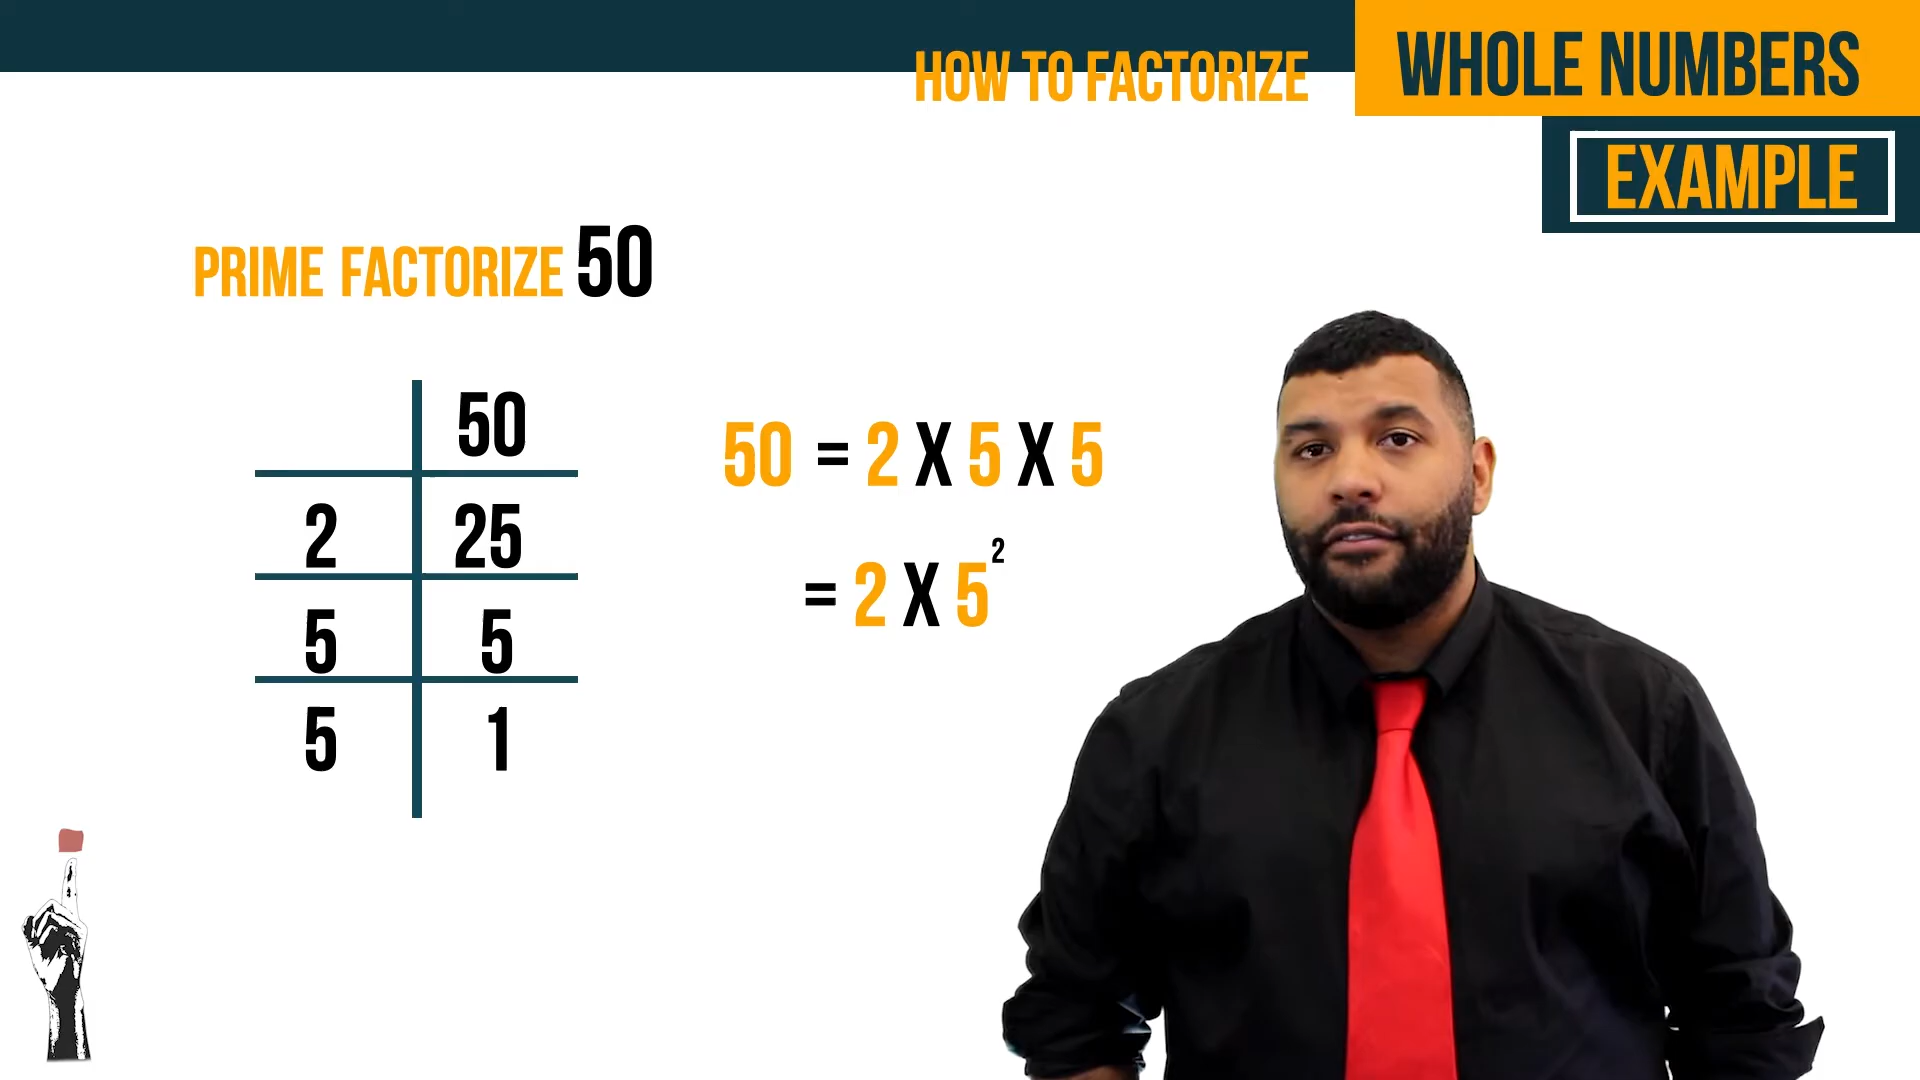 HOW TO FACTORIZE
WHOLE NUMBERS
EXAMPLE
PRIME FACTORIZE 50
50
2 25
5 5
5 1
50 = 2 X 5 X 5
= 2 X 5²